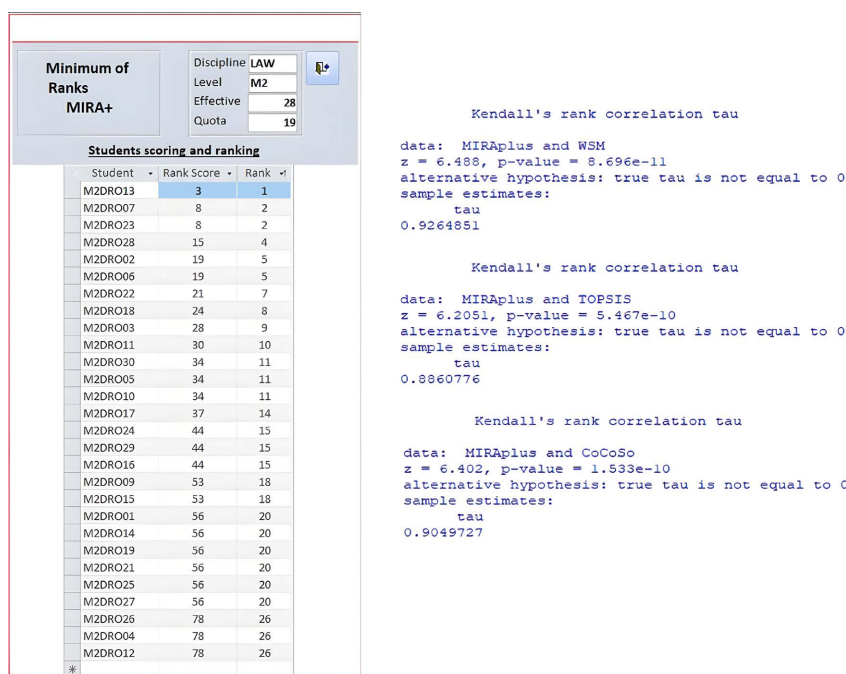 Minimum of
Ranks
MIRA+
Discipline LAW
Level M2
Effective 28
Quota 19
Students scoring and ranking
Student Rank Score Rank
M2DRO13 3 1
M2DRO07 8 2
M2DRO23 8 2
M2DRO28 15 4
M2DRO02 19 5
M2DRO06 19 5
M2DRO22 21 7
M2DRO18 24 8
M2DRO03 28 9
M2DRO11 30 10
M2DRO30 34 11
M2DRO05 34 11
M2DRO10 34 11
M2DRO17 37 14
M2DRO24 44 15
M2DRO29 44 15
M2DRO16 44 15
M2DRO09 53 18
M2DRO15 53 18
M2DRO01 56 20
M2DRO14 56 20
M2DRO19 56 20
M2DRO21 56 20
M2DRO25 56 20
M2DRO27 56 20
M2DRO26 78 26
M2DRO04 78 26
M2DRO12 78 26
Kendall's rank correlation tau
data: MIRAplus and WSM
z = 6.488, p-value = 8.696e-11
alternative hypothesis: true tau is not equal to 0
sample estimates:
tau
0.9264851
Kendall's rank correlation tau
data: MIRAplus and TOPSIS
z = 6.2051, p-value = 5.467e-10
alternative hypothesis: true tau is not equal to 0
sample estimates:
tau
0.8860776
Kendall's rank correlation tau
data: MIRAplus and CoCoSo
z = 6.402, p-value = 1.533e-10
alternative hypothesis: true tau is not equal to 0
sample estimates:
tau
0.9049727